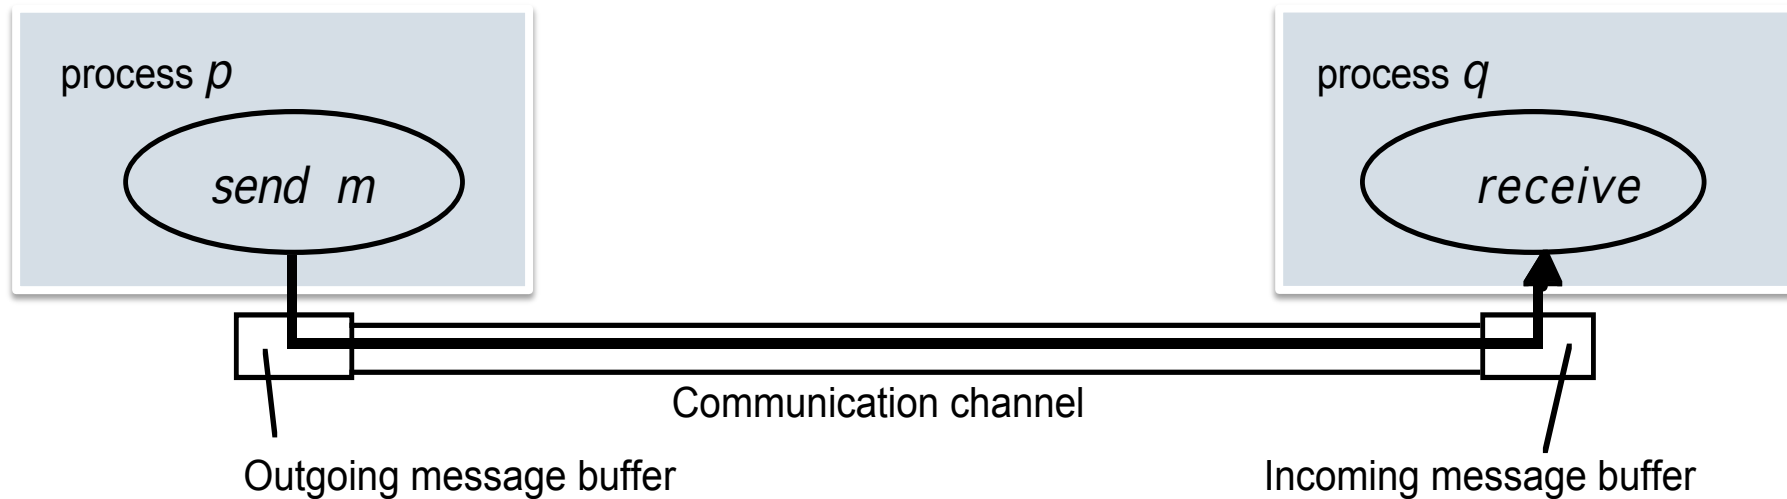 process p
process q
send m
receive
Communication channel
Outgoing message buffer
Incoming message buffer